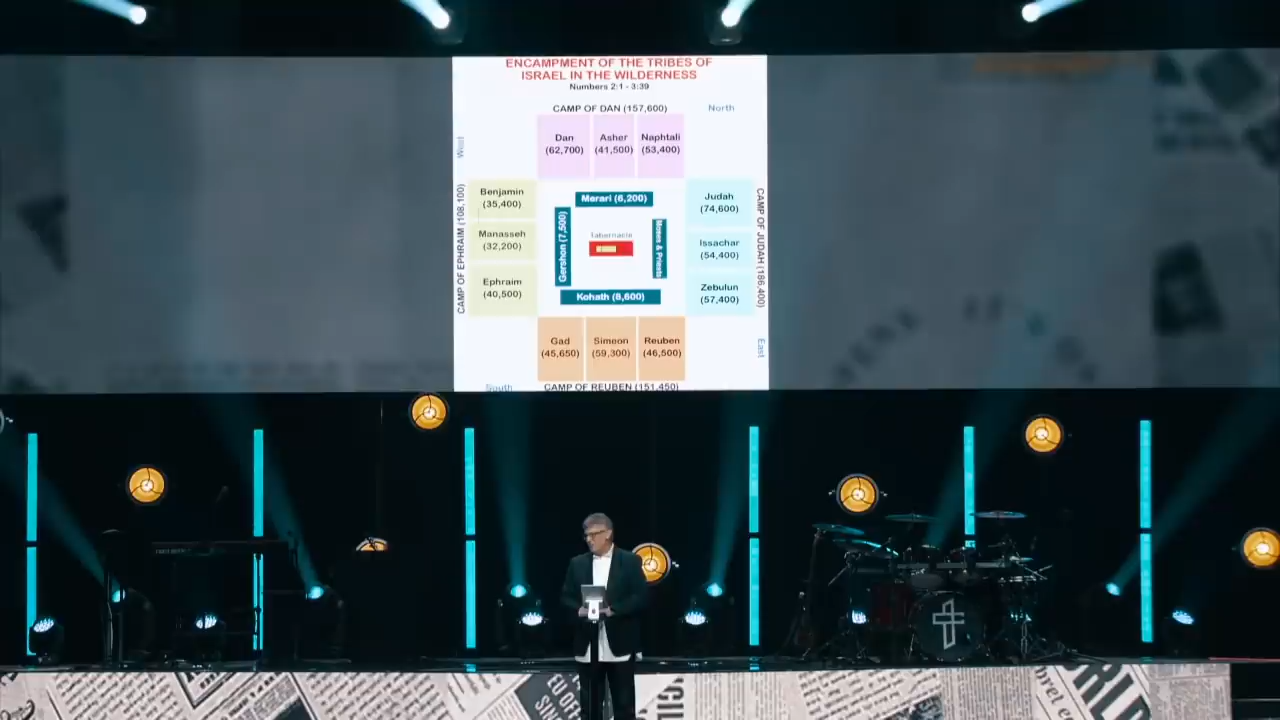 ENCAMPMENT OF THE TRIBES OF
ISRAEL IN THE WILDERNESS
Numbers 2:1 - 3:39
CAMP OF DAN (157,600)
North
West
Dan
(62,700)
Asher
(41,500)
Naphtali
(53,400)
CAMP OF EPHRAIM (108,100)
Benjamin
(35,400)
Manasseh
(32,200)
Ephraim
(40,500)
Merari (6,200)
Gershon (7,500)
Tabernacle
Moses & Priests
Kohath (8,600)
Judah
(74,600)
Issachar
(54,400)
Zebulun
(57,400)
CAMP OF JUDAH (186,400)
East
Gad
(45,650)
Simeon
(59,300)
Reuben
(46,500)
South
CAMP OF REUBEN (151,450)